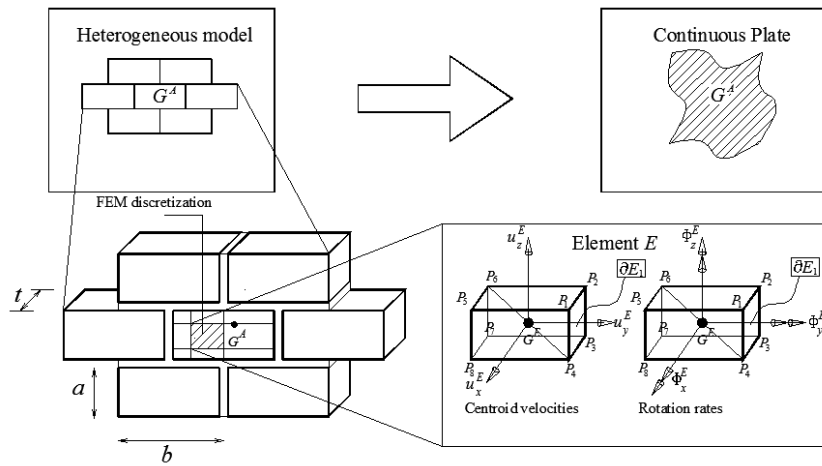 Heterogeneous model
G^A
Continuous Plate
G^A
FEM discretization
t
a
b
G^A
Element E
u_z^E
P_6
P_2
∂E_1
P_5
P_1
u_y^E
P_7
G^E
P_3
P_8
P_4
u_x^E
Centroid velocities
Φ_z^E
P_6
P_2
∂E_1
P_5
P_1
Φ_y^E
P_7
G^E
P_3
P_8
P_4
Φ_x^E
Rotation rates